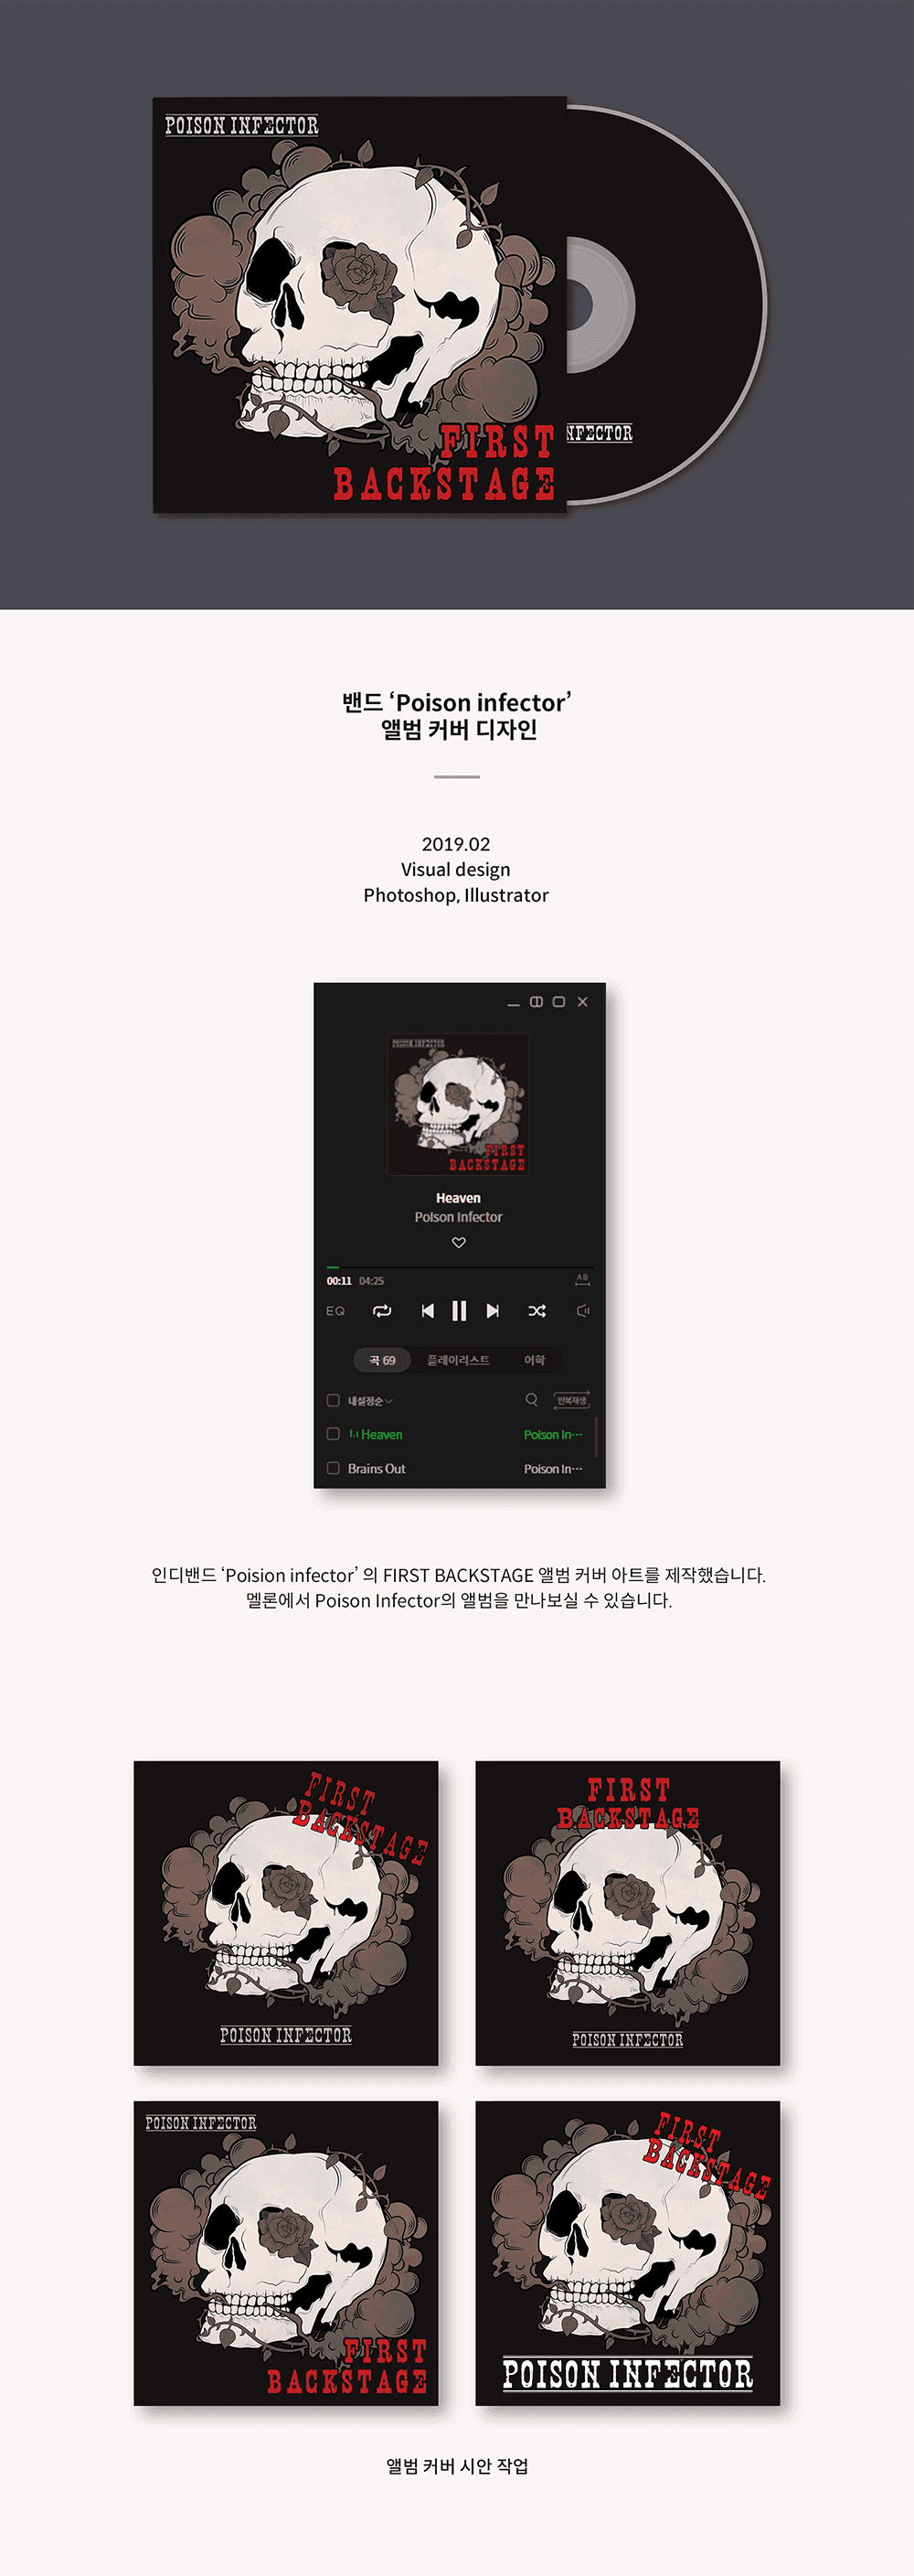 POISON INFECTOR
FIRST
BACKSTAGE
INFECTOR
밴드 ‘Poison infector’
앨범 커버 디자인
2019.02
Visual design
Photoshop, Illustrator
POISON INFECTOR
FIRST
BACKSTAGE
Heaven
Poison Infector
00:11 04:25
AB
EQ
곡 69 플레이리스트 어학
내설정순 반복재생
Heaven Poison In···
Brains Out Poison In···
인디밴드 ‘Poision infector’ 의 FIRST BACKSTAGE 앨범 커버 아트를 제작했습니다.
멜론에서 Poison Infector의 앨범을 만나보실 수 있습니다.
FIRST
BACKSTAGE
POISON INFECTOR
FIRST
BACKSTAGE
POISON INFECTOR
POISON INFECTOR
FIRST
BACKSTAGE
FIRST
BACKSTAGE
POISON INFECTOR
앨범 커버 시안 작업